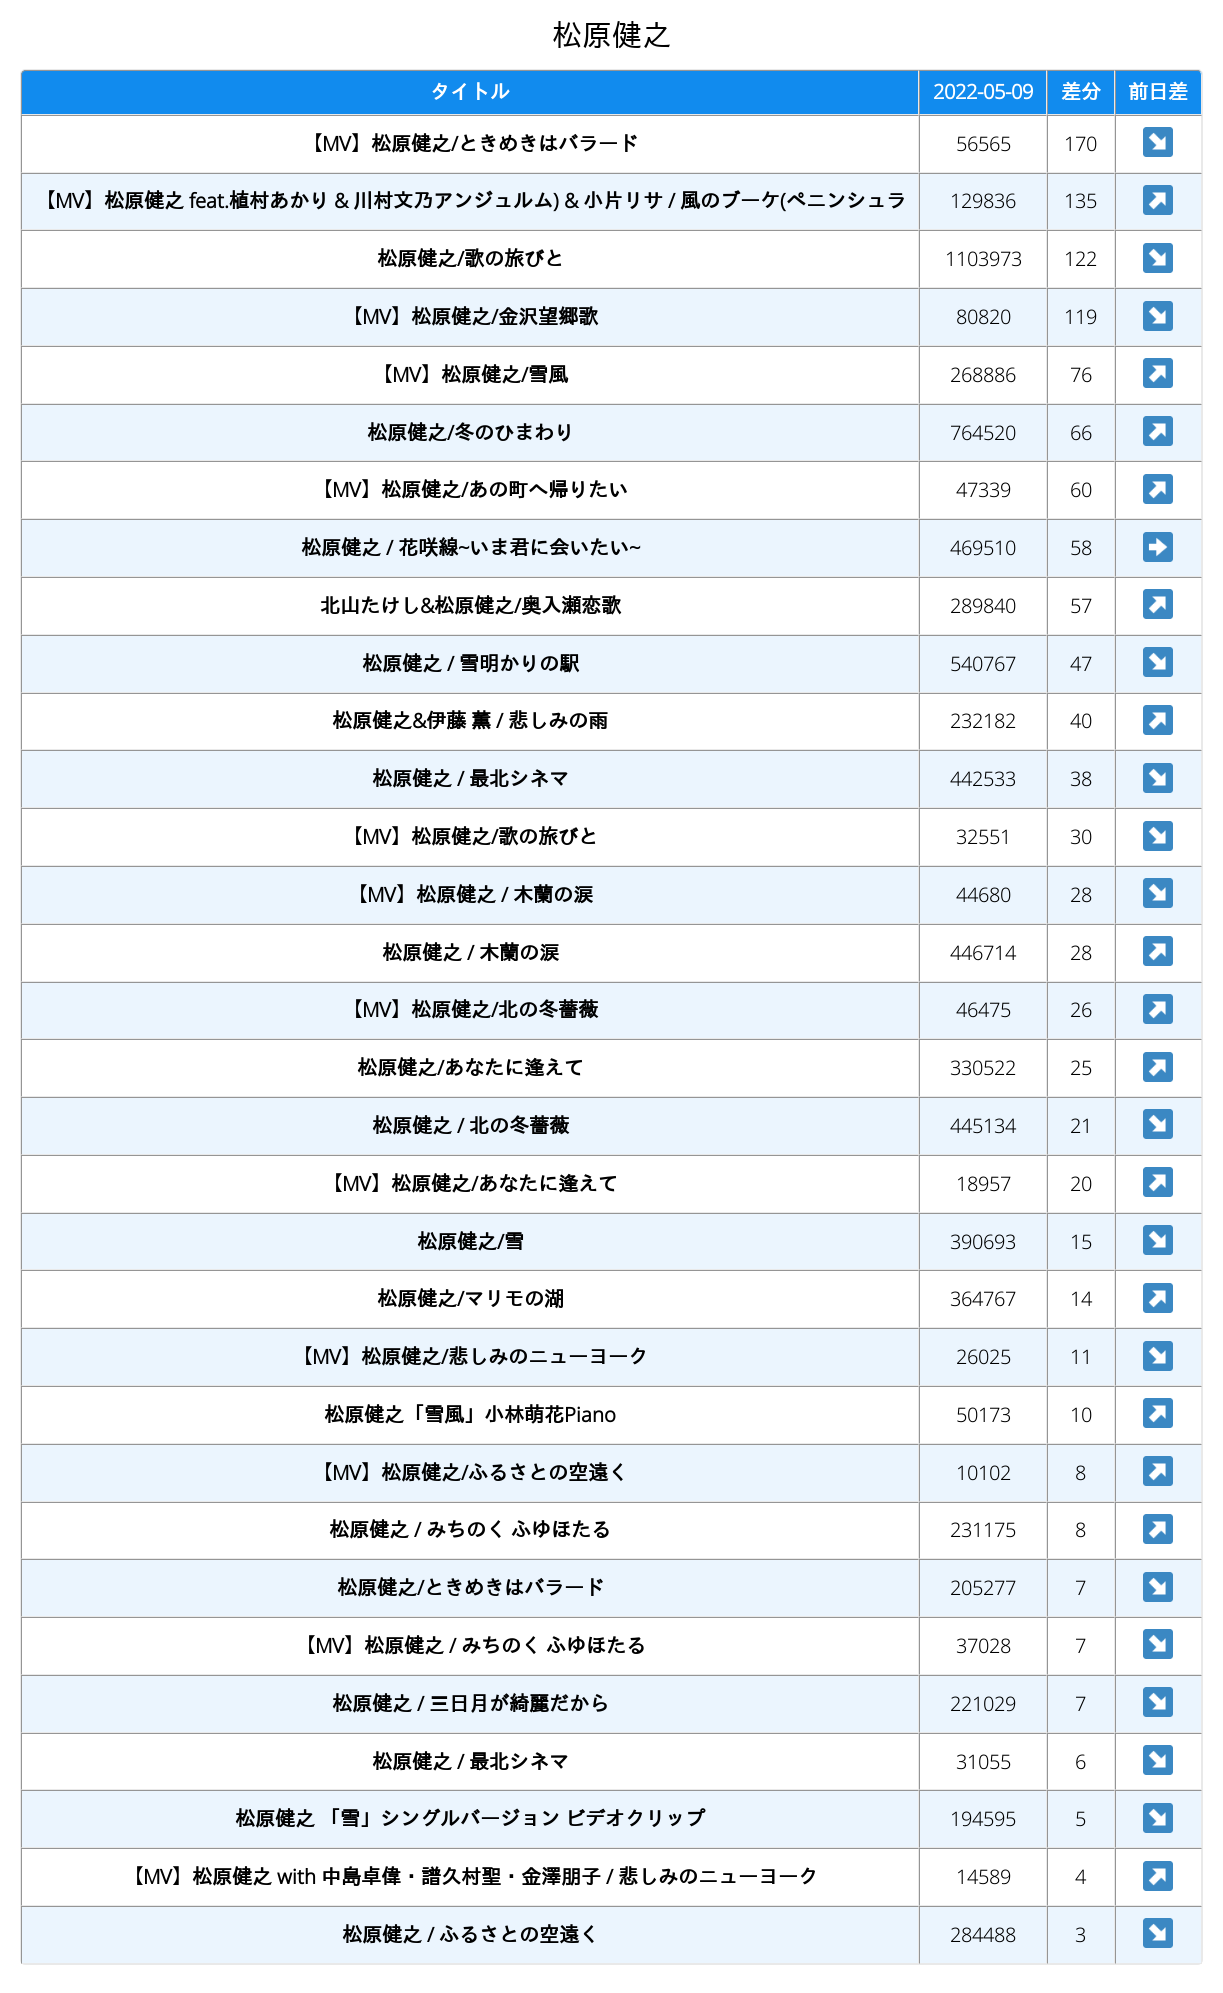 松原健之
タイトル 2022-05-09 差分 前日差
【MV】松原健之/ときめきはバラード 56565 170 ↘
【MV】松原健之 feat.植村あかり & 川村文乃アンジュルム) & 小片リサ / 風のブーケ(ペニンシュラ 129836 135 ↗
松原健之/歌の旅びと 1103973 122 ↘
【MV】松原健之/金沢望郷歌 80820 119 ↘
【MV】松原健之/雪風 268886 76 ↗
松原健之/冬のひまわり 764520 66 ↗
【MV】松原健之/あの町へ帰りたい 47339 60 ↗
松原健之 / 花咲線~いま君に会いたい~ 469510 58 ➡
北山たけし&松原健之/奥入瀬恋歌 289840 57 ↗
松原健之 / 雪明かりの駅 540767 47 ↘
松原健之&伊藤 薫 / 悲しみの雨 232182 40 ↗
松原健之 / 最北シネマ 442533 38 ↘
【MV】松原健之/歌の旅びと 32551 30 ↘
【MV】松原健之 / 木蘭の涙 44680 28 ↘
松原健之 / 木蘭の涙 446714 28 ↗
【MV】松原健之/北の冬薔薇 46475 26 ↗
松原健之/あなたに逢えて 330522 25 ↗
松原健之 / 北の冬薔薇 445134 21 ↘
【MV】松原健之/あなたに逢えて 18957 20 ↗
松原健之/雪 390693 15 ↘
松原健之/マリモの湖 364767 14 ↗
【MV】松原健之/悲しみのニューヨーク 26025 11 ↘
松原健之「雪風」小林萌花Piano 50173 10 ↗
【MV】松原健之/ふるさとの空遠く 10102 8 ↗
松原健之 / みちのく ふゆほたる 231175 8 ↗
松原健之/ときめきはバラード 205277 7 ↘
【MV】松原健之 / みちのく ふゆほたる 37028 7 ↘
松原健之 / 三日月が綺麗だから 221029 7 ↘
松原健之 / 最北シネマ 31055 6 ↘
松原健之 「雪」シングルバージョン ビデオクリップ 194595 5 ↘
【MV】松原健之 with 中島卓偉・譜久村聖・金澤朋子 / 悲しみのニューヨーク 14589 4 ↗
松原健之 / ふるさとの空遠く 284488 3 ↘